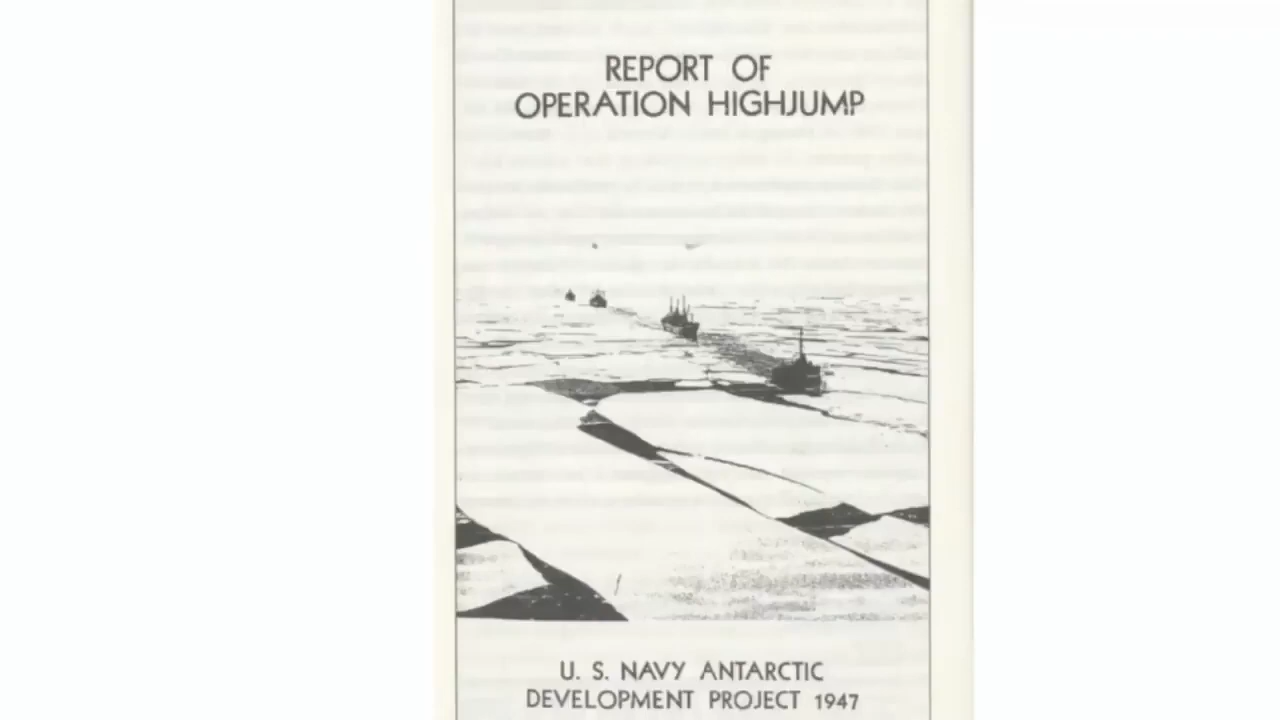 REPORT OF
OPERATION HIGHJUMP
U. S. NAVY ANTARCTIC
DEVELOPMENT PROJECT 1947